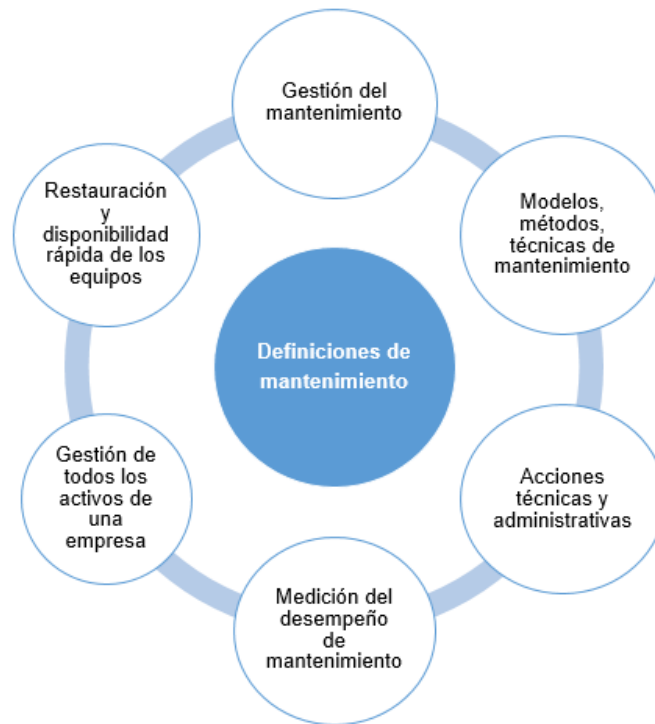 Gestión del
mantenimiento
Modelos,
métodos,
técnicas de
mantenimiento
Acciones
técnicas y
administrativas
Medición del
desempeño
de
mantenimiento
Gestión de
todos los
activos de
una
empresa
Restauración
y
disponibilidad
rápida de los
equipos
Definiciones de
mantenimiento